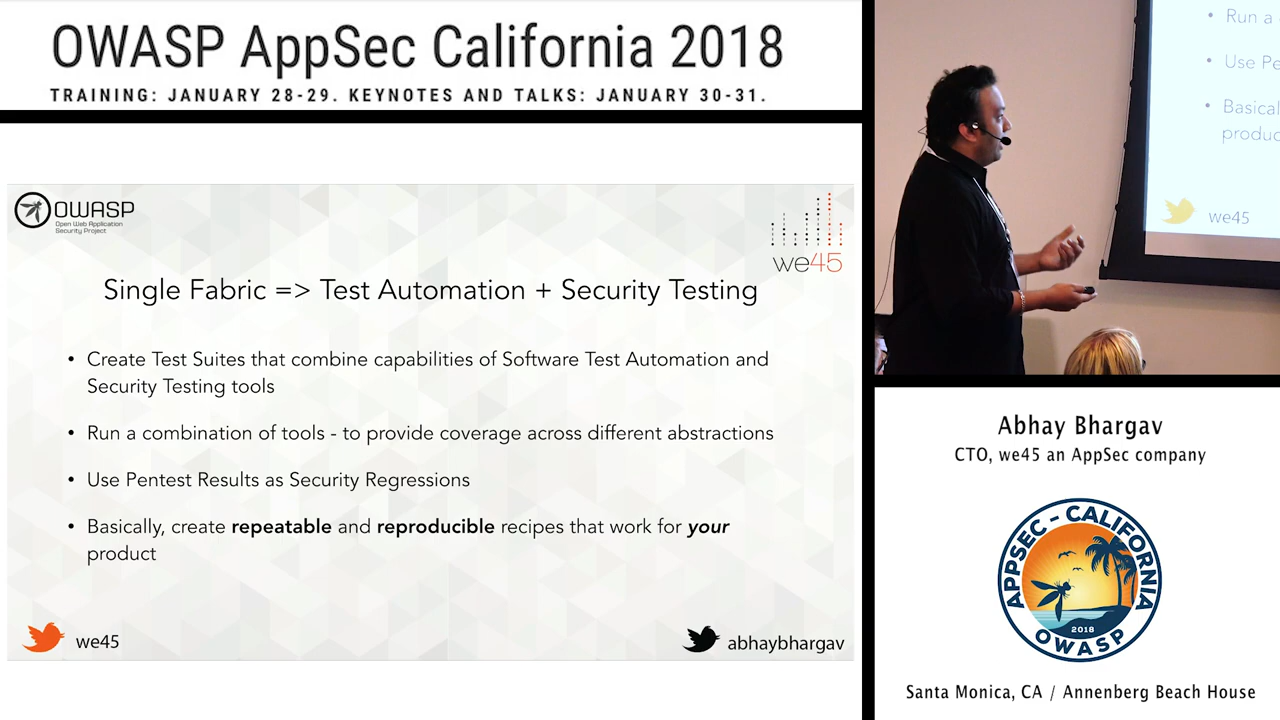 OWASP AppSec California 2018
TRAINING: JANUARY 28-29. KEYNOTES AND TALKS: JANUARY 30-31.
OWASP
Open Web Application
Security Project
we45
Single Fabric => Test Automation + Security Testing
• Create Test Suites that combine capabilities of Software Test Automation and
Security Testing tools
• Run a combination of tools - to provide coverage across different abstractions
• Use Pentest Results as Security Regressions
• Basically, create repeatable and reproducible recipes that work for your
product
we45
abhaybhargav
• Run a
• Use Pe
• Basical
produc
we45
Abhay Bhargav
CTO, we45 an AppSec company
APPSEC - CALIFORNIA
2018
OWASP
Santa Monica, CA / Annenberg Beach House